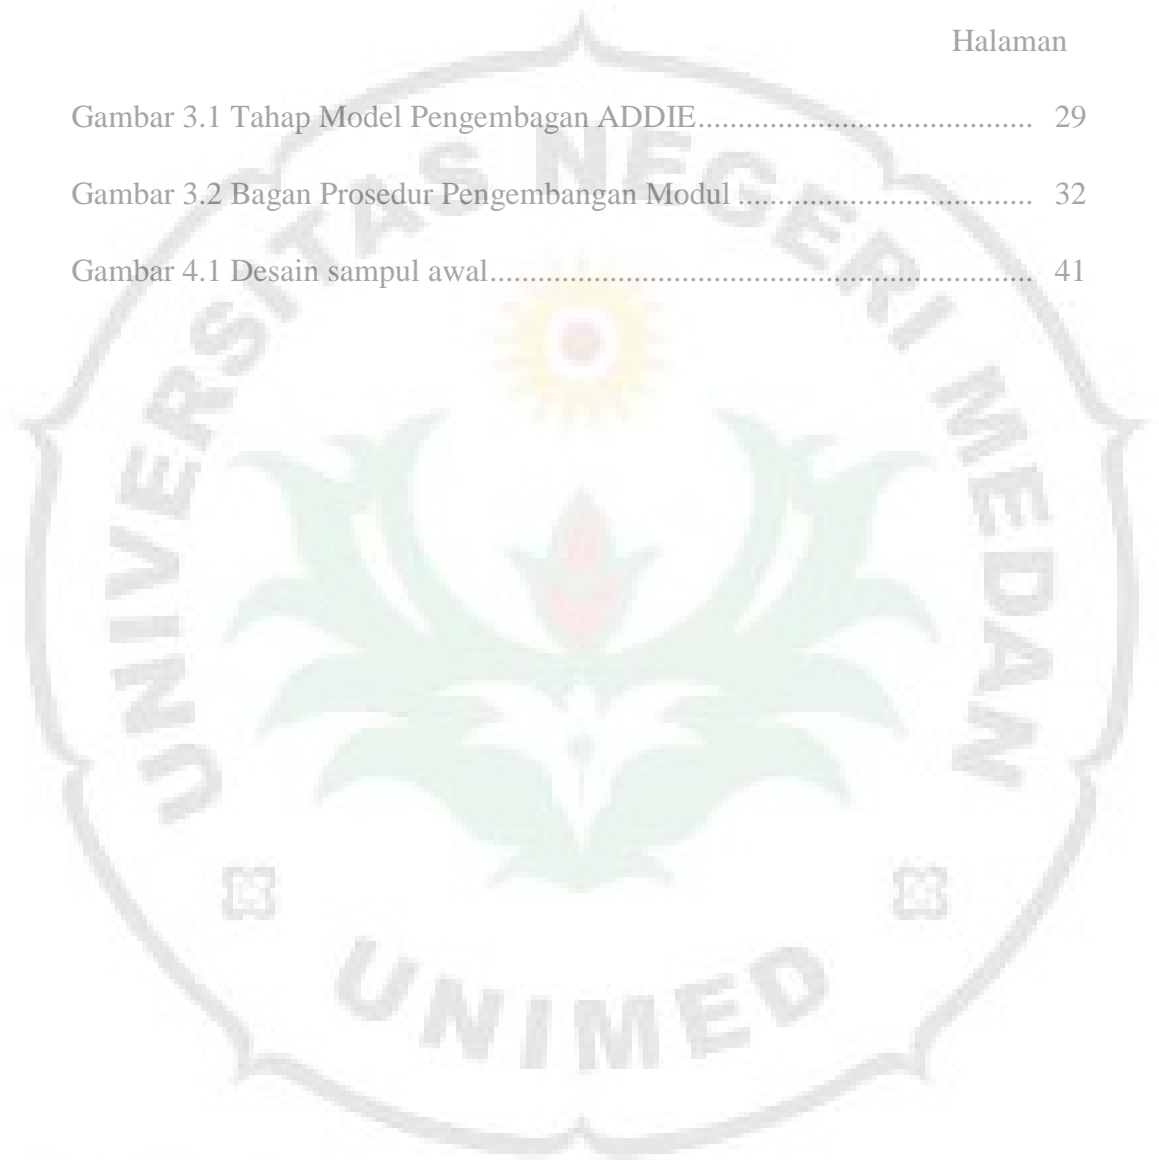 Halaman
Gambar 3.1 Tahap Model Pengembagan ADDIE.......................................... 29
Gambar 3.2 Bagan Prosedur Pengembangan Modul ..................................... 32
Gambar 4.1 Desain sampul awal.................................................................... 41
UNIVERSITAS NEGERI MEDAN
UNIMED